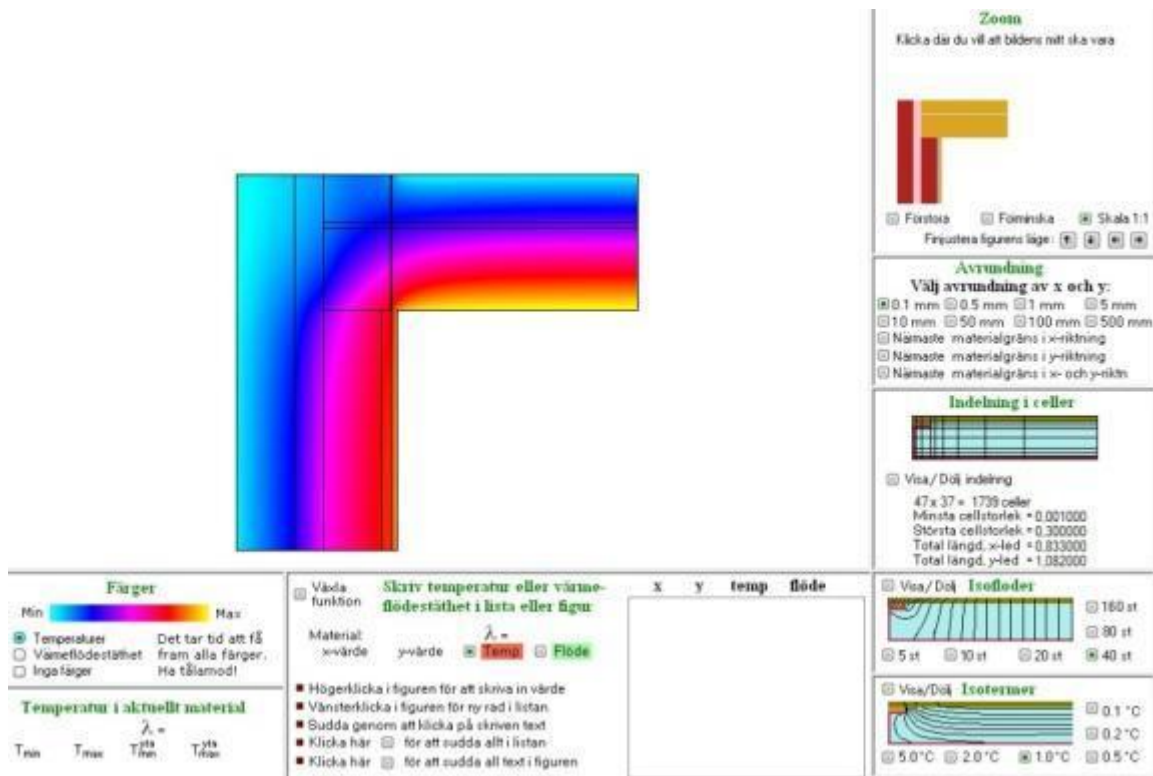 Zoom
Klicka där du vill att bildens mitt ska vara
Förstora Förminska Skala 1:1
Finjustera figurens läge:
Avrundning
Välj avrundning av x och y:
0.1 mm 0.5 mm 1 mm 5 mm
10 mm 50 mm 100 mm 500 mm
Närmaste materialgräns i x-riktning
Närmaste materialgräns i y-riktning
Närmaste materialgräns i x- och y-riktn
Indelning i celler
Visa/Dölj indelnng
47 x 37 = 1739 celler
Minsta cellstorlek = 0.001000
Största cellstorlek = 0.300000
Total längd, x-led = 0.833000
Total längd, y-led = 1.082000
Färger
Min Max
Temperaturer Det tar tid att få
Värmeflödestäthet fram alla färger.
Inga färger Ha tålamod!
Temperatur i aktuellt material
λ =
Tmin Tmax Tyta min Tyta max
Växla funktion
Skriv temperatur eller värme-
flödestäthet i lista eller figur
Material: λ =
x-värde y-värde Temp Flöde
Högerklicka i figuren för att skriva in värde
Vänsterklicka i figuren för ny rad i listan
Sudda genom att klicka på skriven text
Klicka här för att sudda allt i listan
Klicka här för att sudda all text i figuren
x y temp flöde
Visa/Dölj Isofloder
160 st
80 st
5 st 10 st 20 st 40 st
Visa/Dölj Isotermer
0.1 °C
0.2 °C
5.0 °C 2.0 °C 1.0 °C 0.5 °C